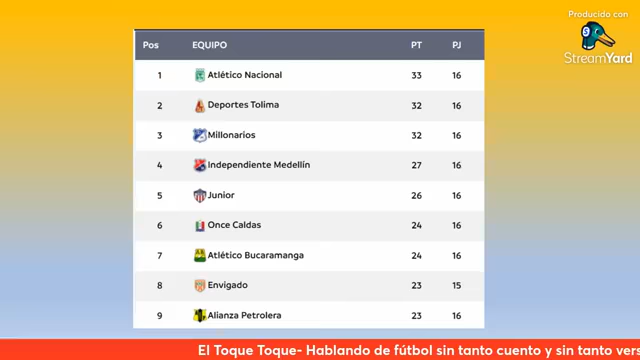 Producido con
StreamYard
Pos EQUIPO PT PJ
1 Atlético Nacional 33 16
2 Deportes Tolima 32 16
3 Millonarios 32 16
4 Independiente Medellín 27 16
5 Junior 26 16
6 Once Caldas 24 16
7 Atlético Bucaramanga 24 16
8 Envigado 23 15
9 Alianza Petrolera 23 16
El Toque Toque- Hablando de fútbol sin tanto cuento y sin tanto vers